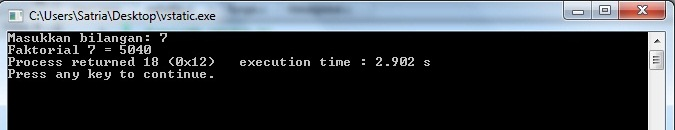 C:\Users\Satria\Desktop\vstatic.exe
Masukkan bilangan: 7
Faktorial 7 = 5040
Process returned 18 (0x12)   execution time : 2.902 s
Press any key to continue.